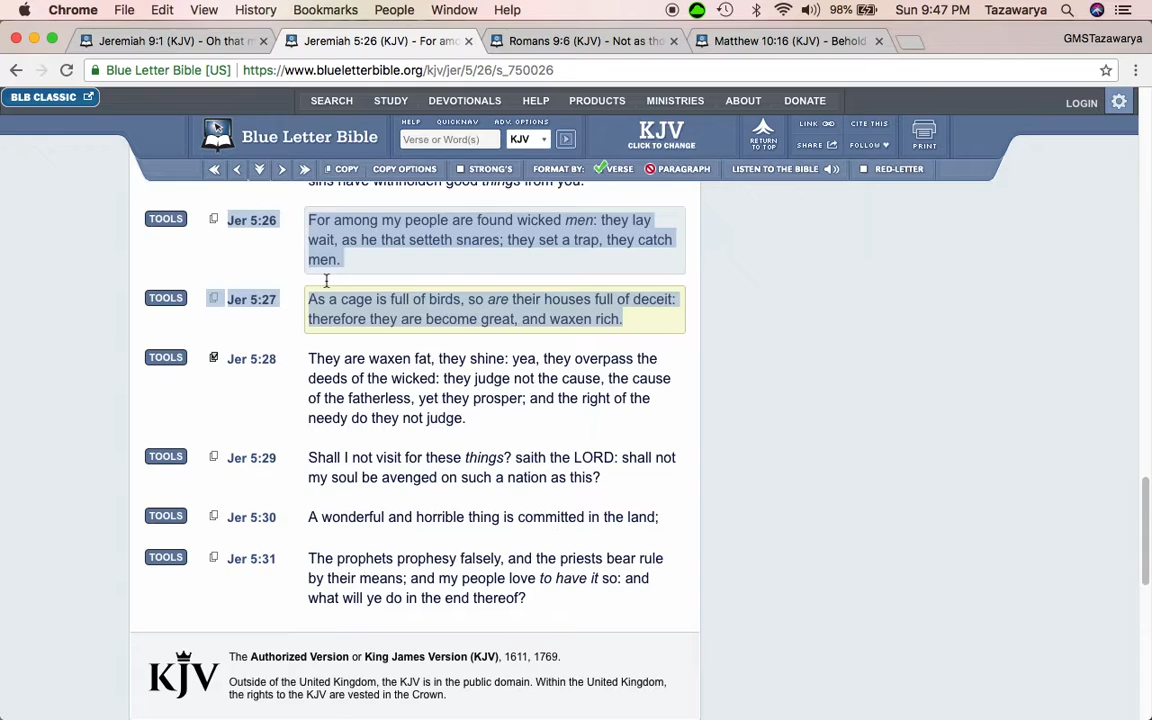 Chrome File Edit View History Bookmarks People Window Help 98% Sun 9:47 PM Tazawarya
Jeremiah 9:1 (KJV) - Oh that m Jeremiah 5:26 (KJV) - For amo Romans 9:6 (KJV) - Not as tho Matthew 10:16 (KJV) - Behold GMSTazawarya
Blue Letter Bible [US] https://www.blueletterbible.org/kjv/jer/5/26/s_750026
BLB CLASSIC SEARCH STUDY DEVOTIONALS HELP PRODUCTS MINISTRIES ABOUT DONATE LOGIN
HELP QUICKNAV ADV. OPTIONS
Blue Letter Bible Verse or Word(s) KJV KJV CLICK TO CHANGE RETURN TO TOP LINK CITE THIS SHARE FOLLOW PRINT
COPY COPY OPTIONS STRONG'S FORMAT BY: VERSE PARAGRAPH LISTEN TO THE BIBLE RED-LETTER
sins have withholden good things from you.
TOOLS Jer 5:26 For among my people are found wicked men: they lay
wait, as he that setteth snares; they set a trap, they catch
men.
TOOLS Jer 5:27 As a cage is full of birds, so are their houses full of deceit:
therefore they are become great, and waxen rich.
TOOLS Jer 5:28 They are waxen fat, they shine: yea, they overpass the
deeds of the wicked: they judge not the cause, the cause
of the fatherless, yet they prosper; and the right of the
needy do they not judge.
TOOLS Jer 5:29 Shall I not visit for these things? saith the LORD: shall not
my soul be avenged on such a nation as this?
TOOLS Jer 5:30 A wonderful and horrible thing is committed in the land;
TOOLS Jer 5:31 The prophets prophesy falsely, and the priests bear rule
by their means; and my people love to have it so: and
what will ye do in the end thereof?
KJV The Authorized Version or King James Version (KJV), 1611, 1769.
Outside of the United Kingdom, the KJV is in the public domain. Within the United Kingdom,
the rights to the KJV are vested in the Crown.